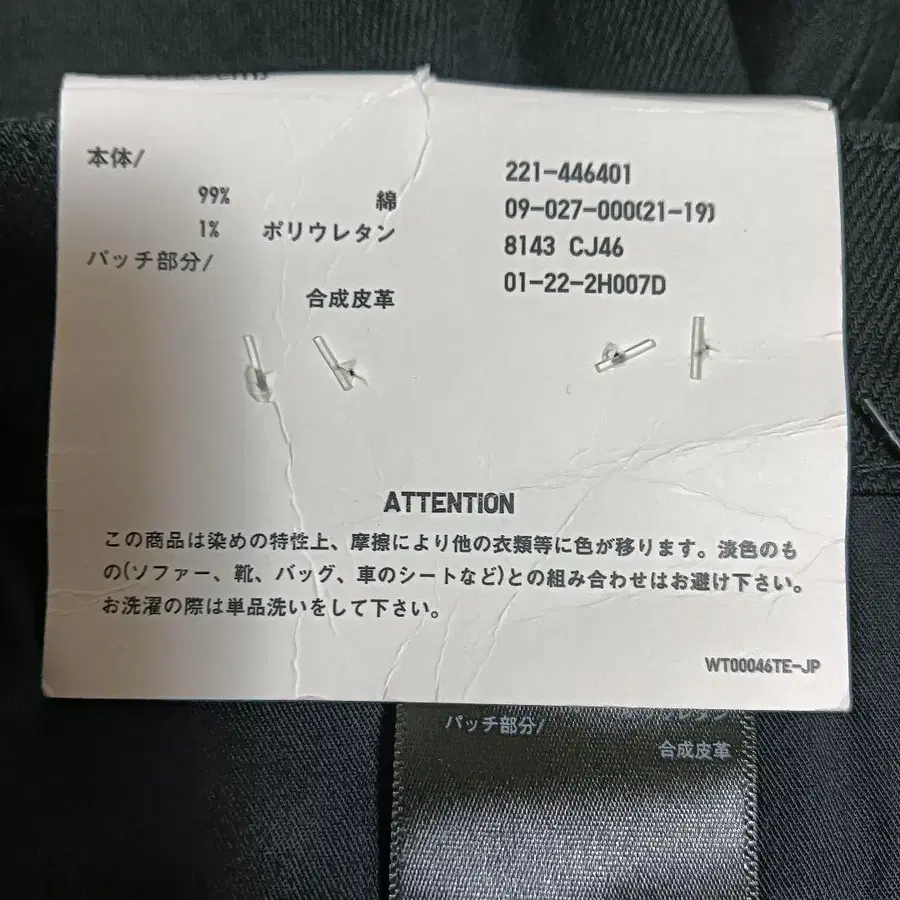 本体/
99% 綿
1% ポリウレタン
パッチ部分/
合成皮革
221-446401
09-027-000(21-19)
8143 CJ46
01-22-2H007D
ATTENTION
この商品は染めの特性上、摩擦により他の衣類等に色が移ります。淡色のも
の(ソファー、靴、バッグ、車のシートなど)との組み合わせはお避け下さい。
お洗濯の際は単品洗いをして下さい。
WT00046TE-JP
ポリウレタン
パッチ部分/
合成皮革